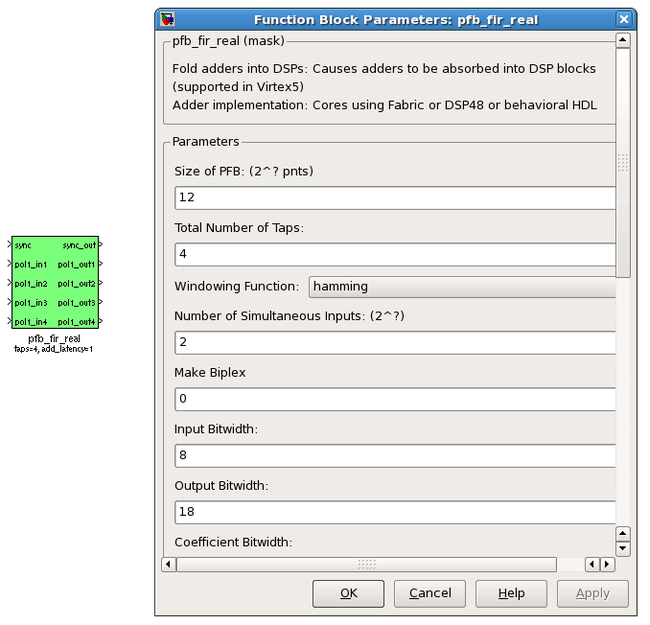 Function Block Parameters: pfb_fir_real
pfb_fir_real (mask)
Fold adders into DSPs: Causes adders to be absorbed into DSP blocks
(supported in Virtex5)
Adder implementation: Cores using Fabric or DSP48 or behavioral HDL
Parameters
Size of PFB: (2^? pnts)
12
Total Number of Taps:
4
Windowing Function: hamming
Number of Simultaneous Inputs: (2^?)
2
Make Biplex
0
Input Bitwidth:
8
Output Bitwidth:
18
Coefficient Bitwidth:
OK Cancel Help Apply
sync sync_out
pol1_in1 pol1_out1
pol1_in2 pol1_out2
pol1_in3 pol1_out3
pol1_in4 pol1_out4
pfb_fir_real
taps=4, add_latency=1